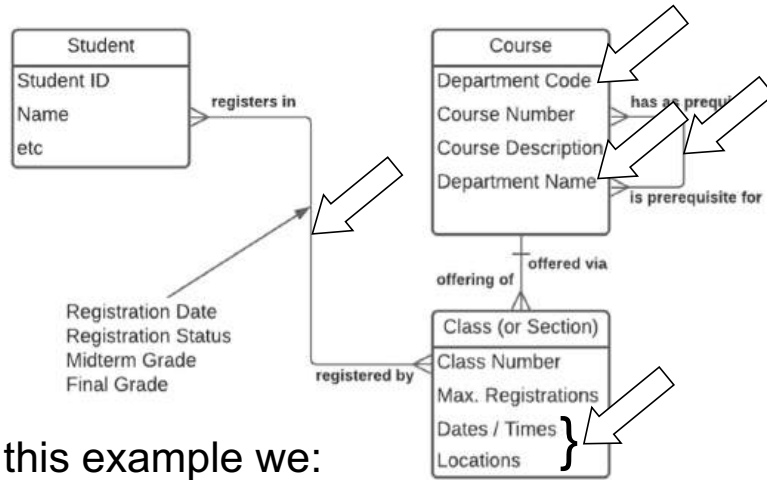 Student
Student ID
Name
etc
registers in
Course
Department Code
Course Number
Course Description
Department Name
has as
is prerequisite for
offered via
offering of
Registration Date
Registration Status
Midterm Grade
Final Grade
registered by
Class (or Section)
Class Number
Max. Registrations
Dates / Times
Locations
}
this example we: